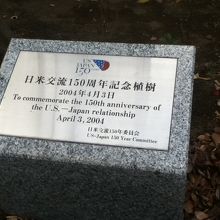 US
JAPAN
150
日米交流150周年記念植樹
2004年4月3日
To commemorate the 150th anniversary of
the U.S.－Japan relationship
April 3, 2004
日米交流150年委員会
US-Japan 150 Year Committee